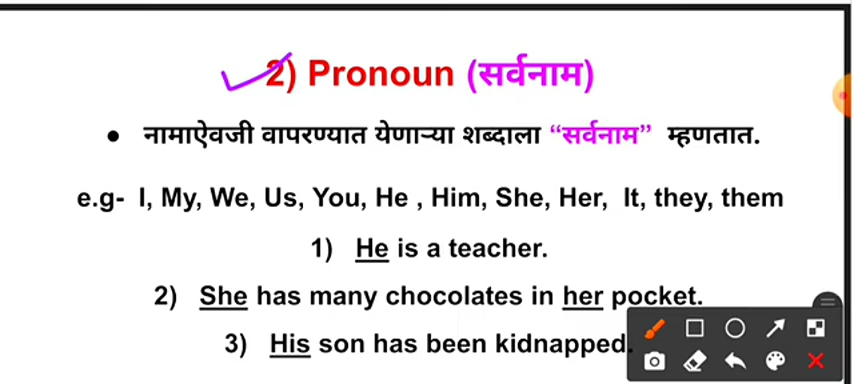 2) Pronoun (सर्वनाम)
● नामाऐवजी वापरण्यात येणाऱ्या शब्दाला “सर्वनाम” म्हणतात.
e.g- I, My, We, Us, You, He , Him, She, Her, It, they, them
1) He is a teacher.
2) She has many chocolates in her pocket.
3) His son has been kidnapped.